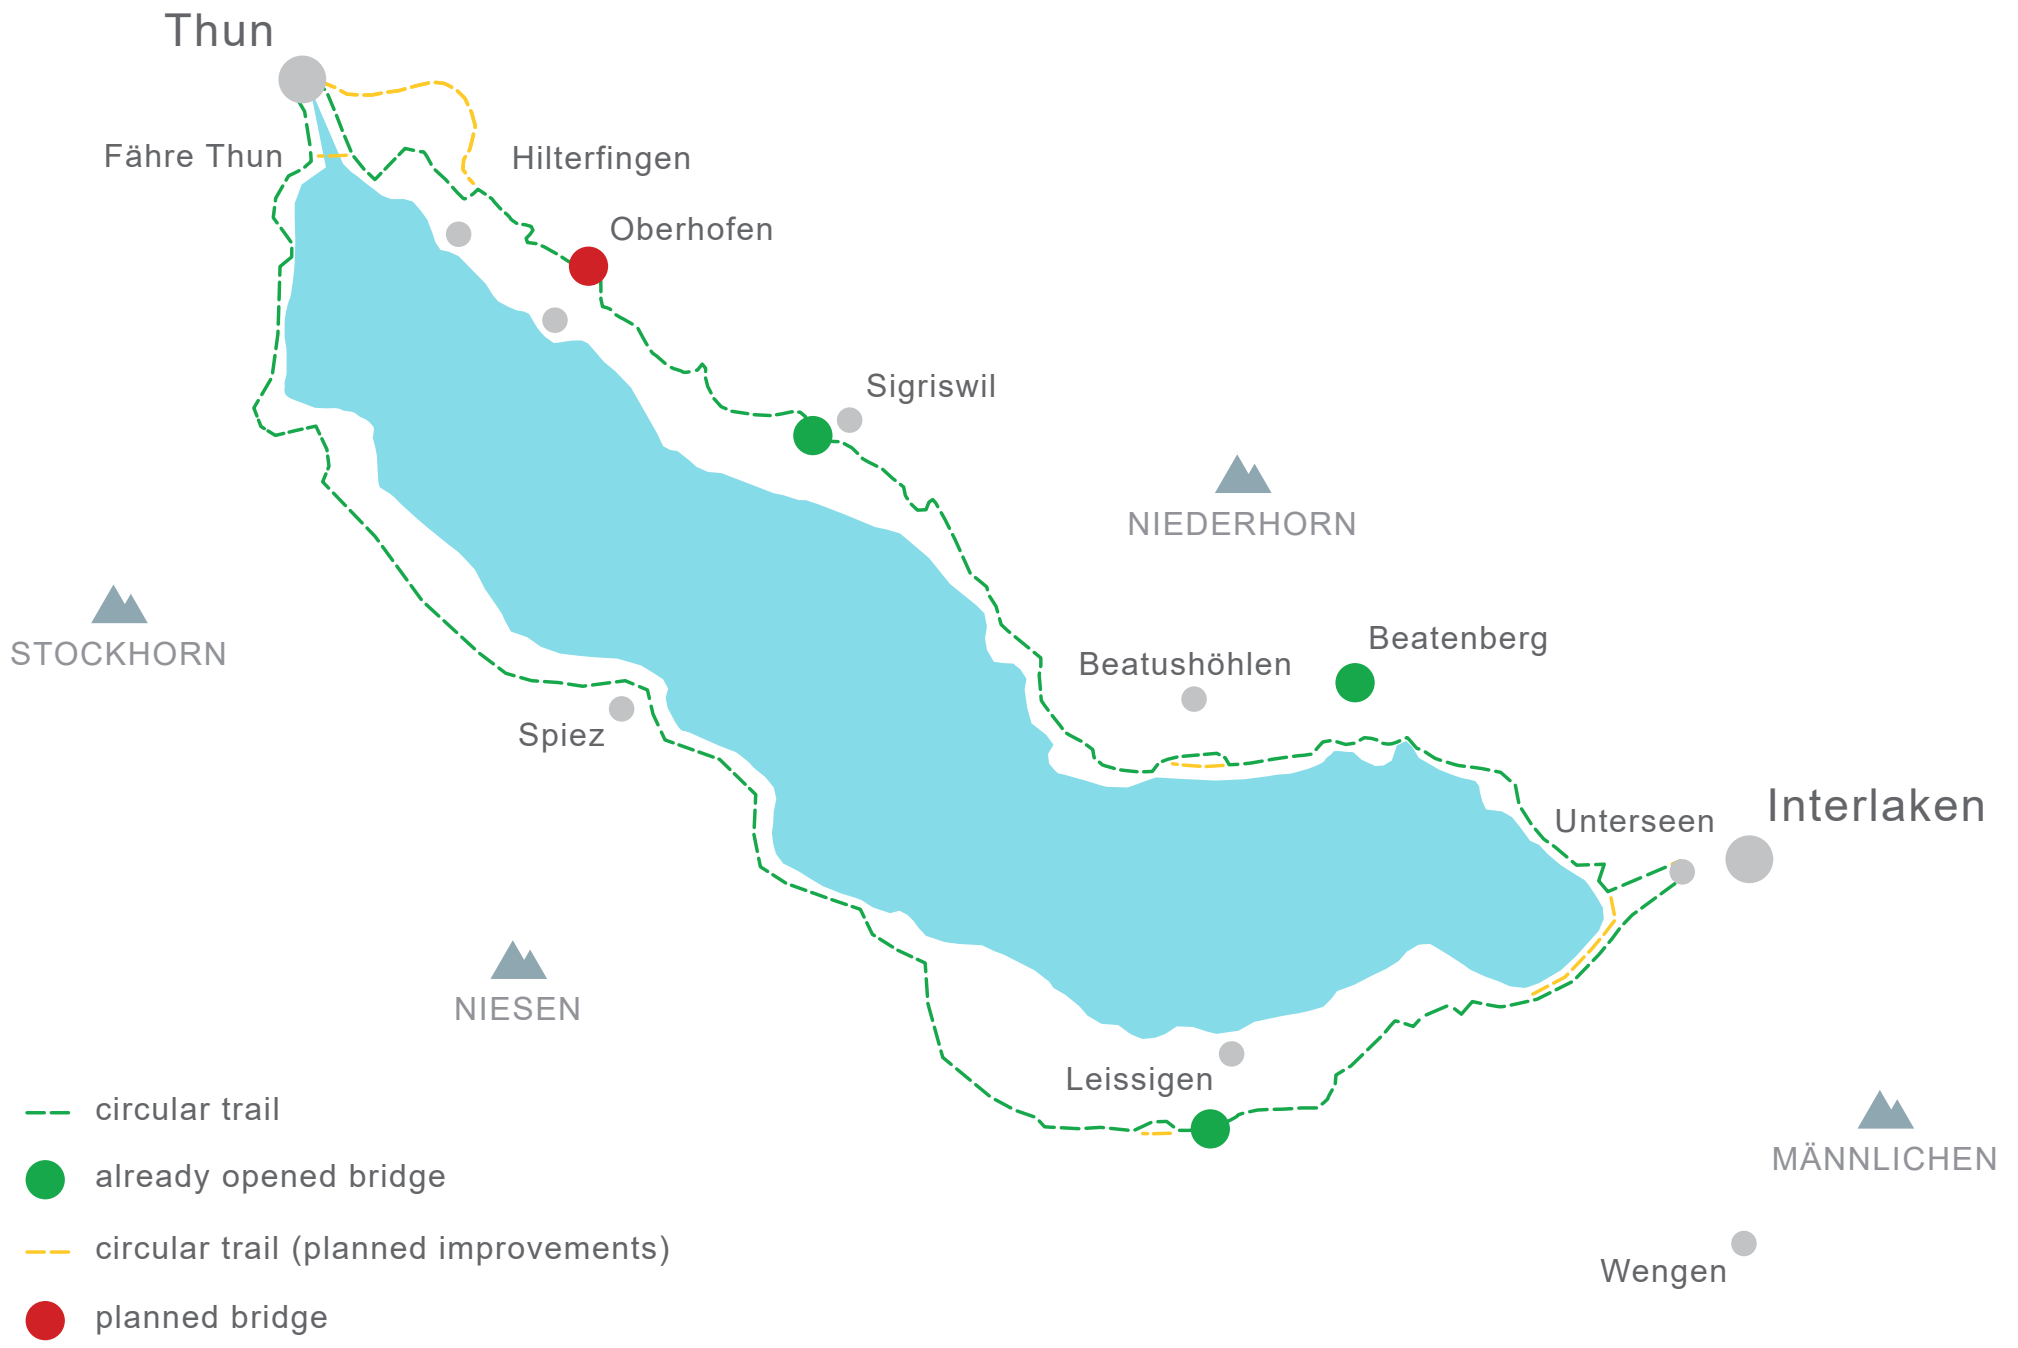 Thun
Fähre Thun
Hilterfingen
Oberhofen
Sigriswil
NIEDERHORN
STOCKHORN
Beatushöhlen
Beatenberg
Spiez
Unterseen
Interlaken
NIESEN
Leissigen
MÄNNLICHEN
Wengen
circular trail
already opened bridge
circular trail (planned improvements)
planned bridge